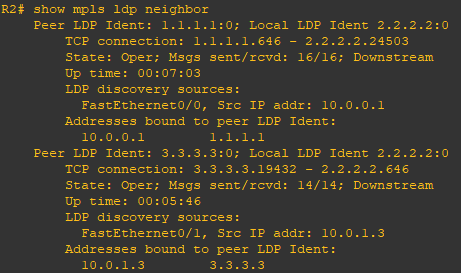 R2# show mpls ldp neighbor
Peer LDP Ident: 1.1.1.1:0; Local LDP Ident 2.2.2.2:0
TCP connection: 1.1.1.1.646 - 2.2.2.2.24503
State: Oper; Msgs sent/rcvd: 16/16; Downstream
Up time: 00:07:03
LDP discovery sources:
FastEthernet0/0, Src IP addr: 10.0.0.1
Addresses bound to peer LDP Ident:
10.0.0.1 1.1.1.1
Peer LDP Ident: 3.3.3.3:0; Local LDP Ident 2.2.2.2:0
TCP connection: 3.3.3.3.19432 - 2.2.2.2.646
State: Oper; Msgs sent/rcvd: 14/14; Downstream
Up time: 00:05:46
LDP discovery sources:
FastEthernet0/1, Src IP addr: 10.0.1.3
Addresses bound to peer LDP Ident:
10.0.1.3 3.3.3.3